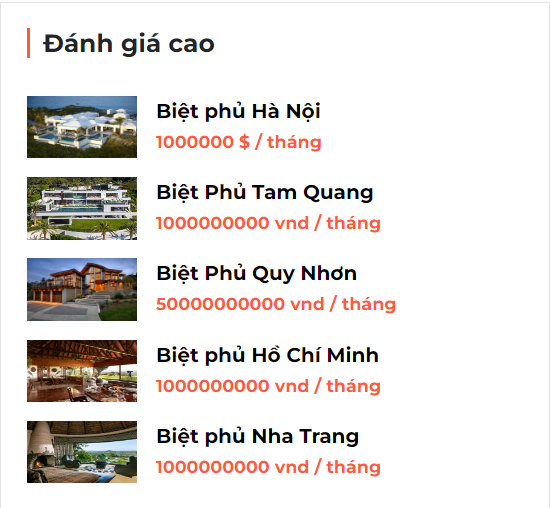 Đánh giá cao
Biệt phủ Hà Nội
1000000 $ / tháng
Biệt Phủ Tam Quang
1000000000 vnd / tháng
Biệt Phủ Quy Nhơn
50000000000 vnd / tháng
Biệt phủ Hồ Chí Minh
1000000000 vnd / tháng
Biệt phủ Nha Trang
1000000000 vnd / tháng